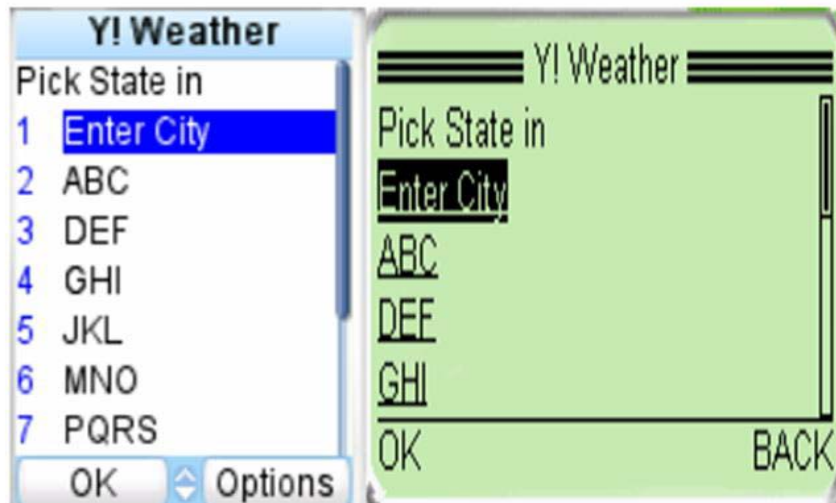 Y! Weather
Pick State in
1 Enter City
2 ABC
3 DEF
4 GHI
5 JKL
6 MNO
7 PQRS
OK Options
Y! Weather
Pick State in
Enter City
ABC
DEF
GHI
OK BACK